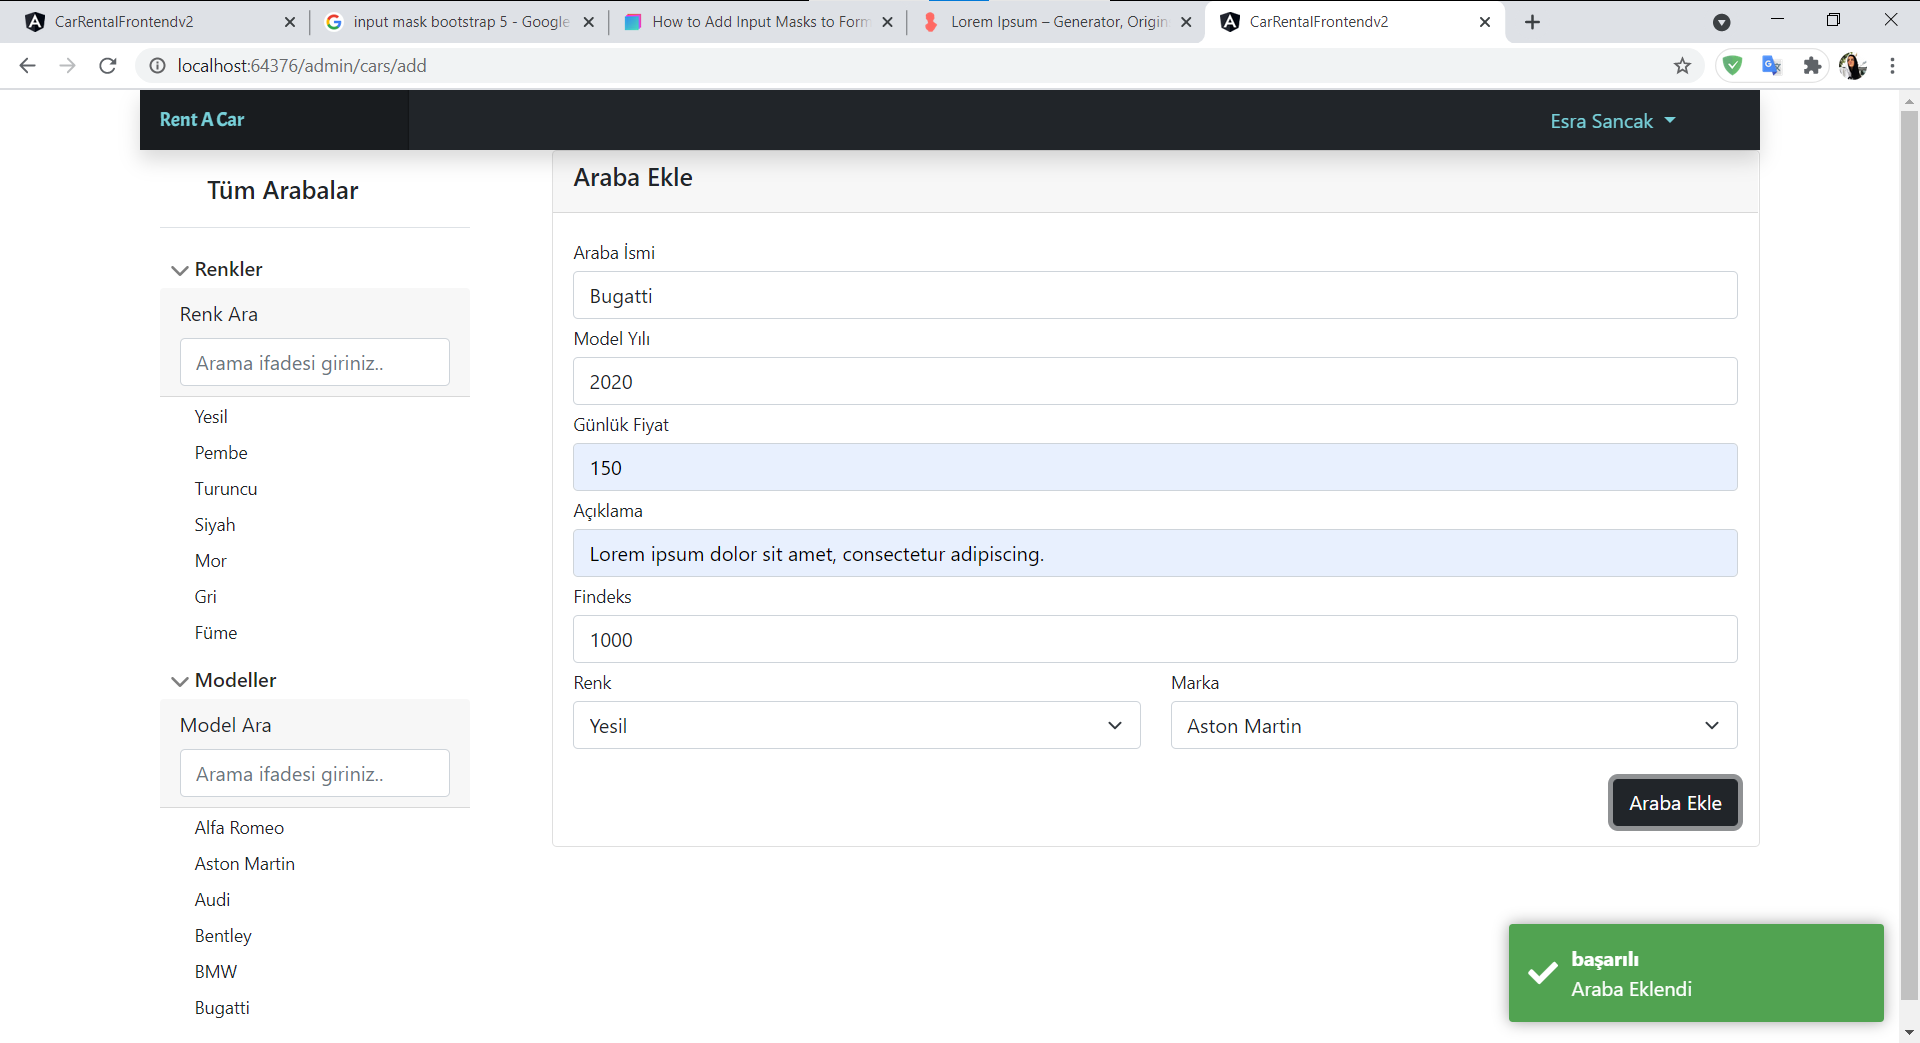 CarRentalFrontendv2
input mask bootstrap 5 - Google
How to Add Input Masks to Form
Lorem Ipsum – Generator, Origin
CarRentalFrontendv2
localhost:64376/admin/cars/add
Rent A Car
Esra Sancak
Tüm Arabalar
Renkler
Renk Ara
Arama ifadesi giriniz..
Yesil
Pembe
Turuncu
Siyah
Mor
Gri
Füme
Modeller
Model Ara
Arama ifadesi giriniz..
Alfa Romeo
Aston Martin
Audi
Bentley
BMW
Bugatti
Araba Ekle
Araba İsmi
Bugatti
Model Yılı
2020
Günlük Fiyat
150
Açıklama
Lorem ipsum dolor sit amet, consectetur adipiscing.
Findeks
1000
Renk
Yesil
Marka
Aston Martin
Araba Ekle
başarılı
Araba Eklendi